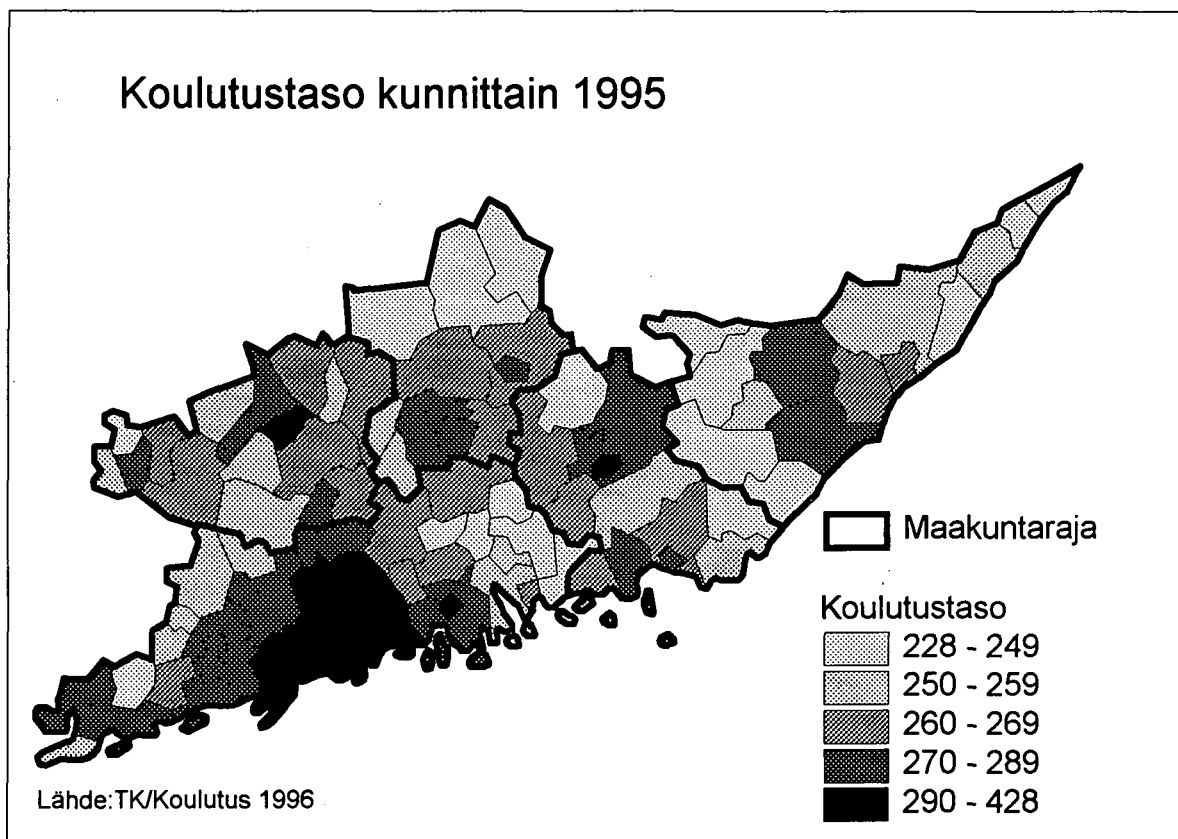 Koulutustaso kunnittain 1995
Maakuntaraja
Koulutustaso
228 - 249
250 - 259
260 - 269
270 - 289
290 - 428
Lähde:TK/Koulutus 1996